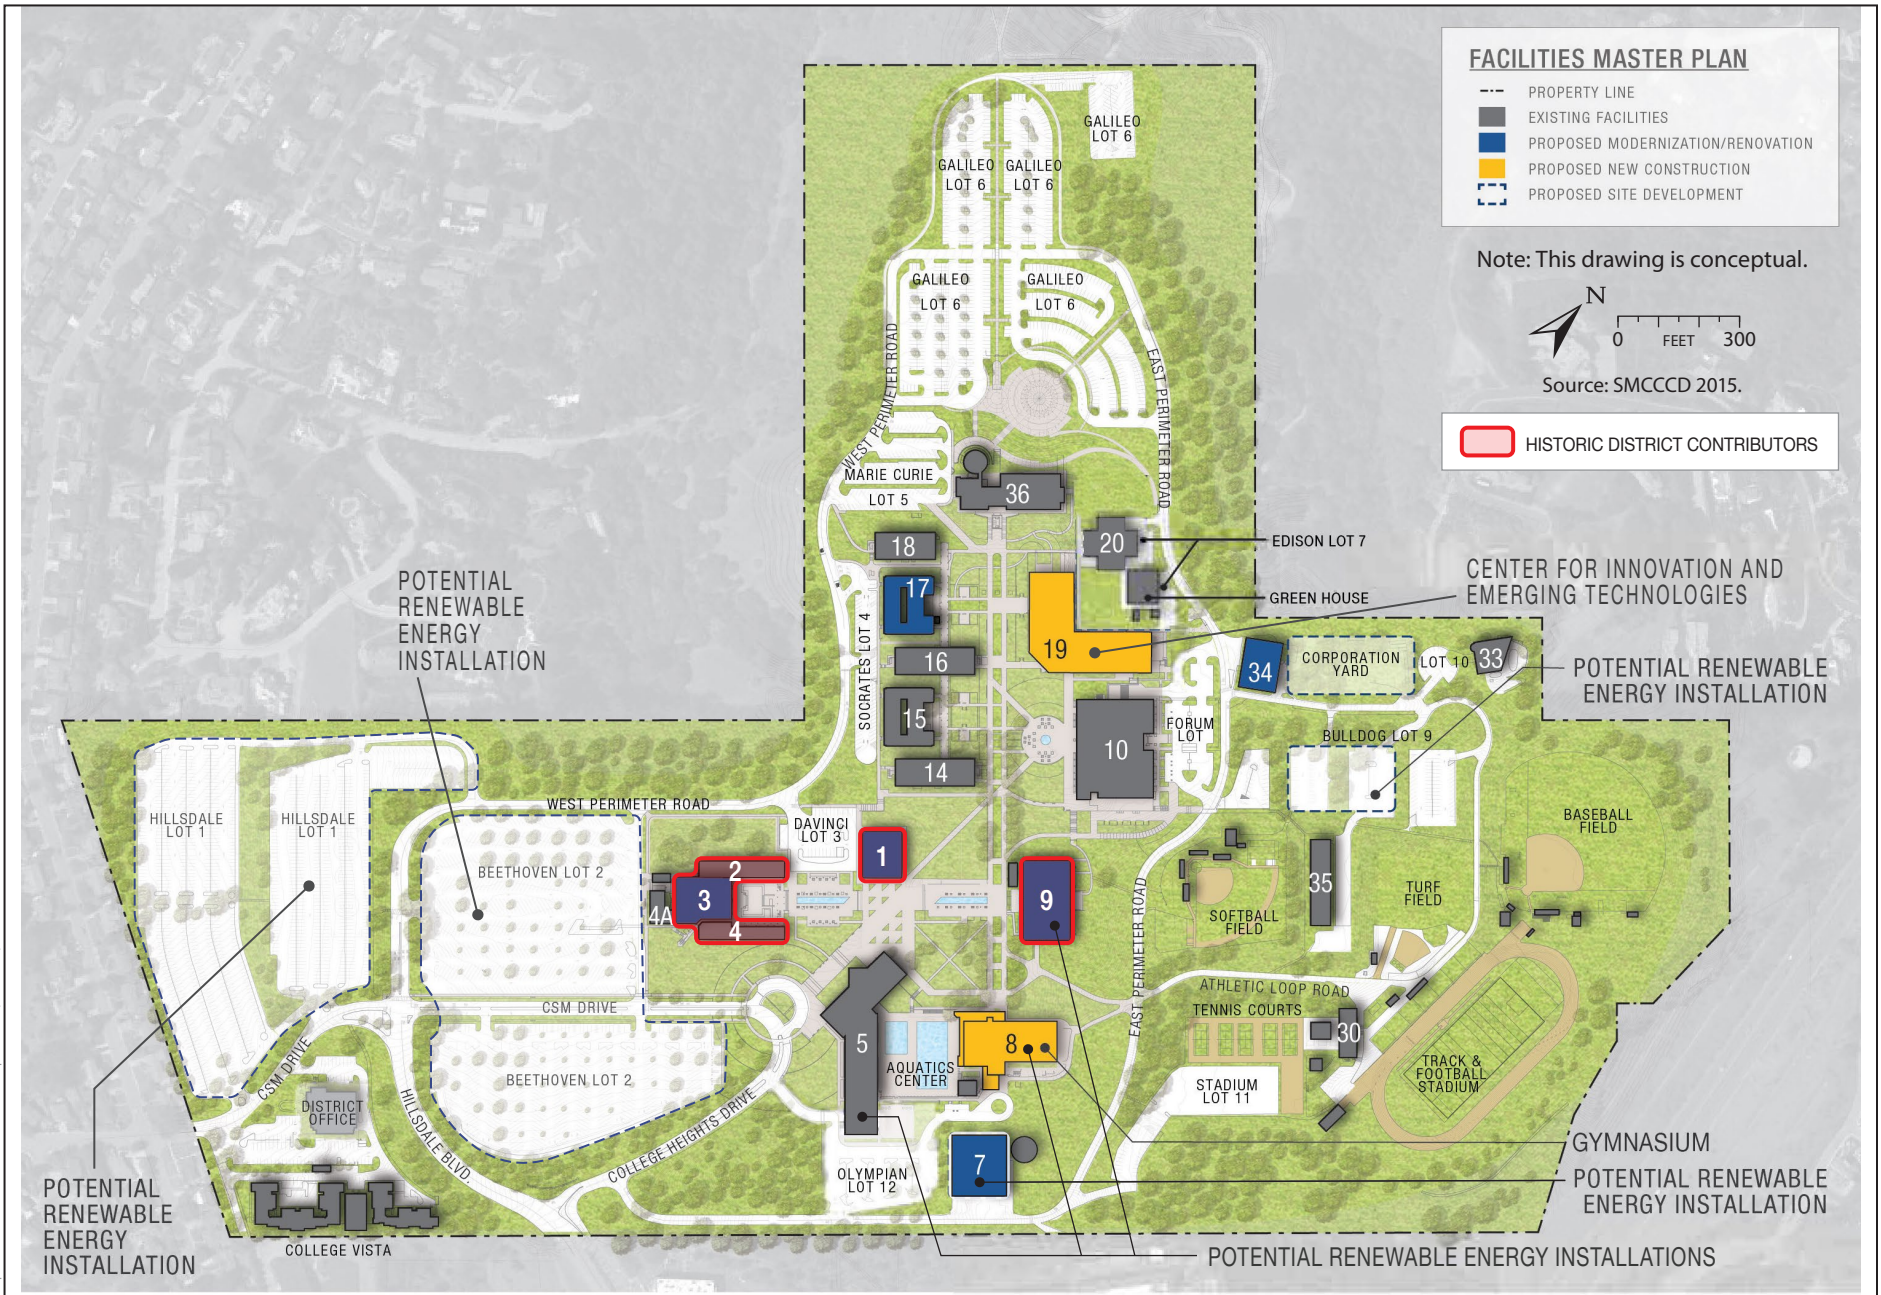 FACILITIES MASTER PLAN
PROPERTY LINE
EXISTING FACILITIES
PROPOSED MODERNIZATION/RENOVATION
PROPOSED NEW CONSTRUCTION
PROPOSED SITE DEVELOPMENT
Note: This drawing is conceptual.
N
0 FEET 300
Source: SMCCCD 2015.
HISTORIC DISTRICT CONTRIBUTORS
GALILEO
LOT 6
GALILEO
LOT 6
GALILEO
LOT 6
GALILEO
LOT 6
GALILEO
LOT 6
WEST PERIMETER ROAD
EAST PERIMETER ROAD
MARIE CURIE
LOT 5
36
18
20
EDISON LOT 7
GREEN HOUSE
17
SOCRATES LOT 4
16
15
14
19
CENTER FOR INNOVATION AND
EMERGING TECHNOLOGIES
34
CORPORATION
YARD
LOT 10
33
POTENTIAL RENEWABLE
ENERGY INSTALLATION
10
FORUM
LOT
BULLDOG LOT 9
POTENTIAL
RENEWABLE
ENERGY
INSTALLATION
WEST PERIMETER ROAD
DAVINCI
LOT 3
HILLSDALE
LOT 1
HILLSDALE
LOT 1
BEETHOVEN LOT 2
1
2
3
4A
4
9
35
SOFTBALL
FIELD
TURF
FIELD
BASEBALL
FIELD
EAST PERIMETER ROAD
ATHLETIC LOOP ROAD
TENNIS COURTS
30
TRACK &
FOOTBALL
STADIUM
STADIUM
LOT 11
CSM DRIVE
CSM DRIVE
BEETHOVEN LOT 2
5
AQUATICS
CENTER
8
DISTRICT
OFFICE
HILLSDALE BLVD.
COLLEGE HEIGHTS DRIVE
OLYMPIAN
LOT 12
7
GYMNASIUM
POTENTIAL RENEWABLE
ENERGY INSTALLATION
POTENTIAL
RENEWABLE
ENERGY
INSTALLATION
COLLEGE VISTA
POTENTIAL RENEWABLE ENERGY INSTALLATIONS